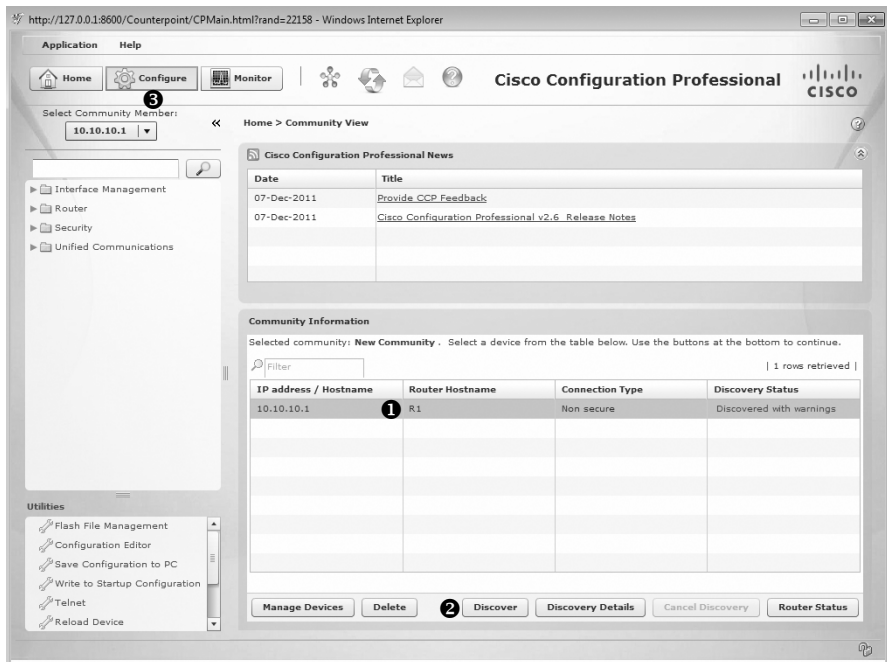 http://127.0.0.1:8600/Counterpoint/CPMain.html?rand=22158 - Windows Internet Explorer
Application Help
Home Configure Monitor Cisco Configuration Professional CISCO
❸
Select Community Member:
10.10.10.1
«
Home > Community View
Cisco Configuration Professional News
Date Title
07-Dec-2011 Provide CCP Feedback
07-Dec-2011 Cisco Configuration Professional v2.6 Release Notes
Interface Management
Router
Security
Unified Communications
Community Information
Selected community: New Community . Select a device from the table below. Use the buttons at the bottom to continue.
Filter | 1 rows retrieved |
IP address / Hostname Router Hostname Connection Type Discovery Status
10.10.10.1 ❶ R1 Non secure Discovered with warnings
Utilities
Flash File Management
Configuration Editor
Save Configuration to PC
Write to Startup Configuration
Telnet
Reload Device
Manage Devices Delete ❷ Discover Discovery Details Cancel Discovery Router Status